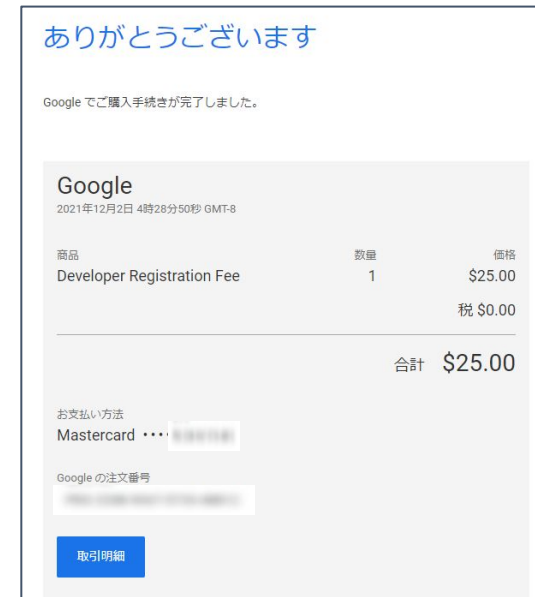 ありがとうございます
Google でご購入手続きが完了しました。
Google
2021年12月2日 4時28分50秒 GMT-8
商品 数量 価格
Developer Registration Fee 1 $25.00
税 $0.00
合計 $25.00
お支払い方法
Mastercard ····
Google の注文番号
取引明細